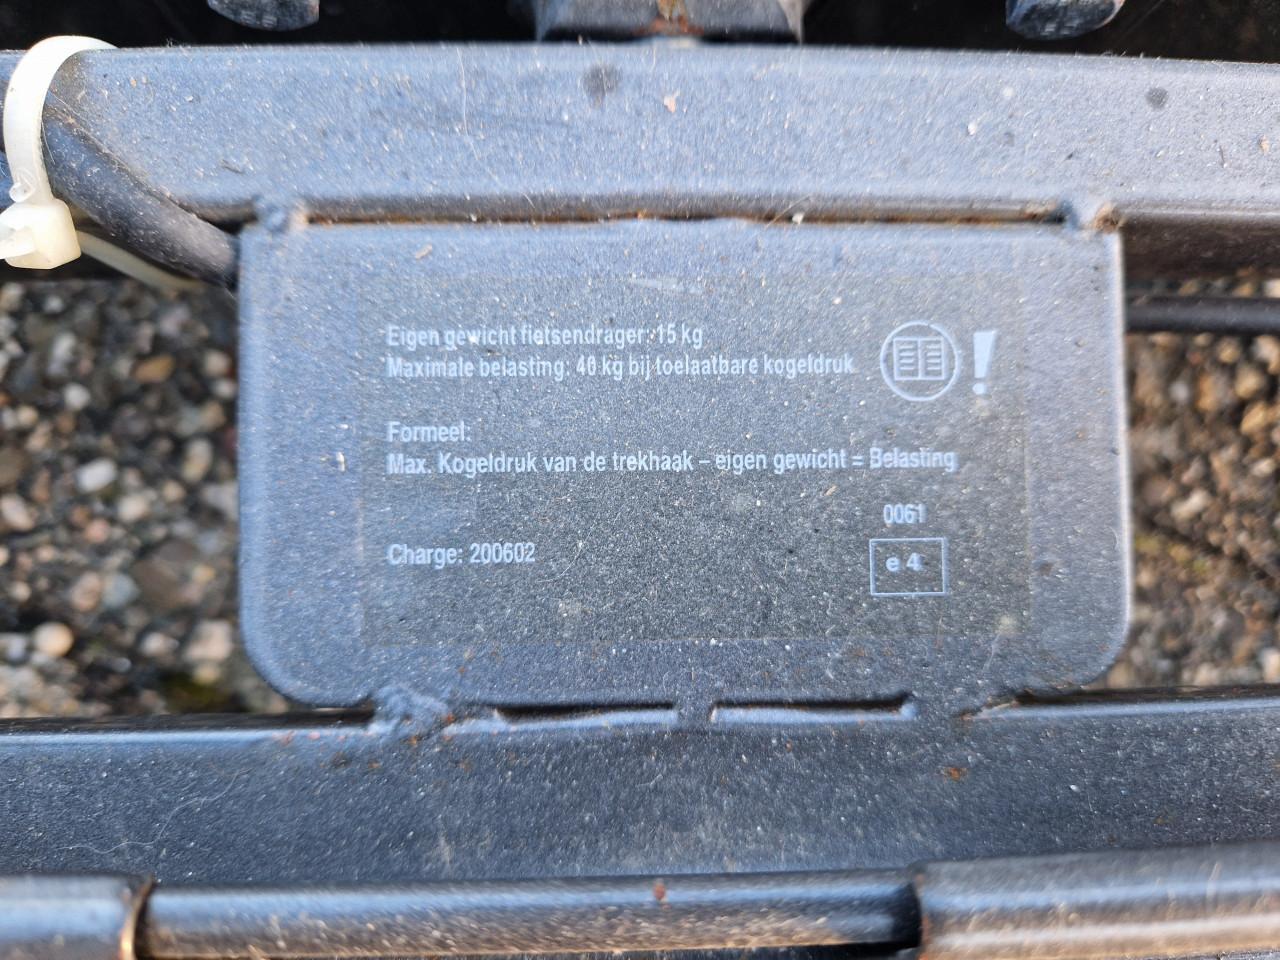 Eigen gewicht fietsendrager: 15 kg
Maximale belasting: 40 kg bij toelaatbare kogeldruk
!
Formeel:
Max. Kogeldruk van de trekhaak – eigen gewicht = Belasting
0061
Charge: 200602
e 4